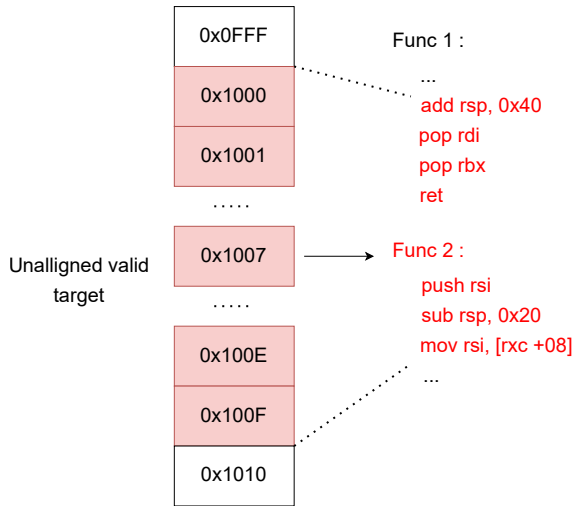 0x0FFF
0x1000
0x1001
.....
0x1007
.....
0x100E
0x100F
0x1010
Unalligned valid
target
Func 1 :
...
add rsp, 0x40
pop rdi
pop rbx
ret
Func 2 :
push rsi
sub rsp, 0x20
mov rsi, [rxc +08]
...